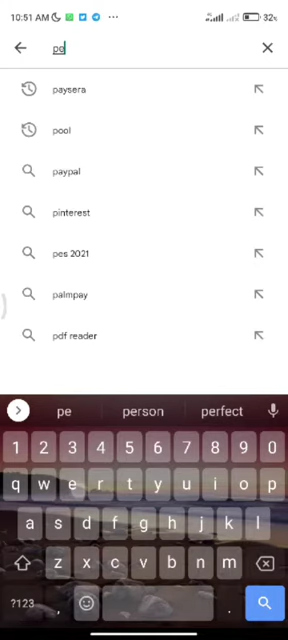 10:51 AM
32%
pe
paysera
pool
paypal
pinterest
pes 2021
palmpay
pdf reader
pe person perfect
1 2 3 4 5 6 7 8 9 0
q w e r t y u i o p
a s d f g h j k l
z x c v b n m
?123 , .